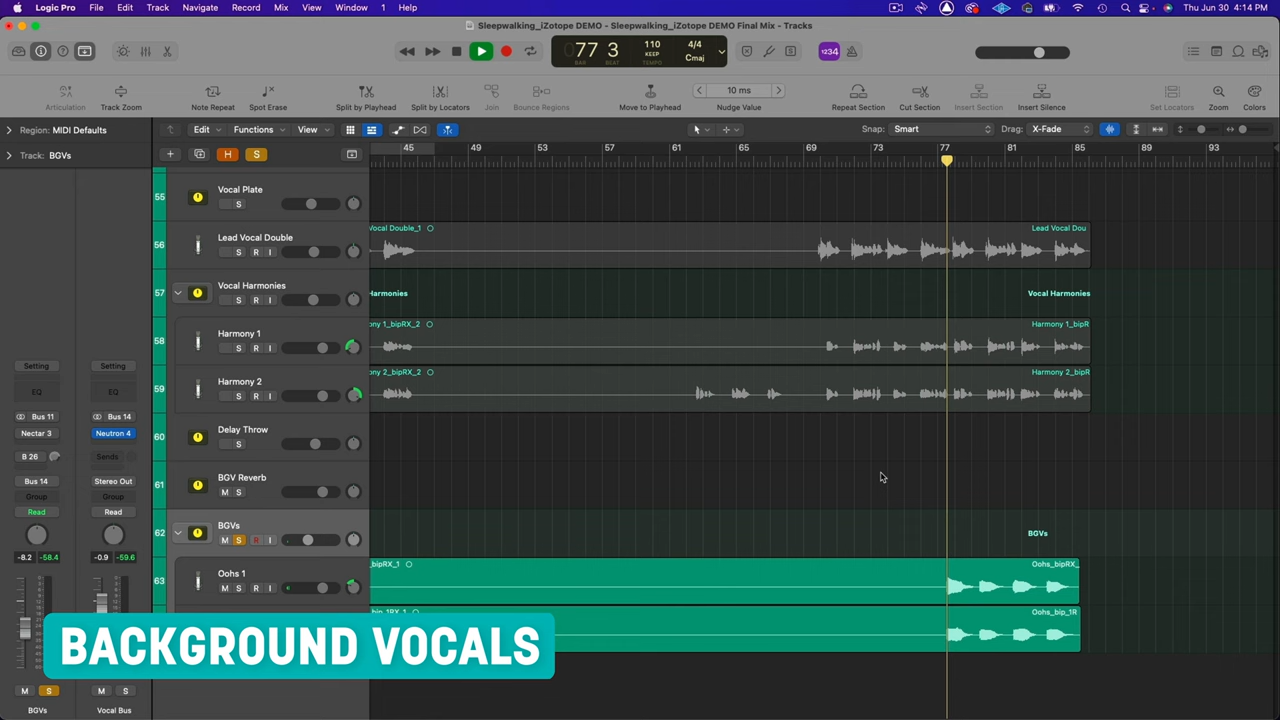 Logic Pro File Edit Track Navigate Record Mix View Window 1 Help
Thu Jun 30 4:14 PM
Sleepwalking_iZotope DEMO - Sleepwalking_iZotope DEMO Final Mix - Tracks
77 3
BAR BEAT
110
KEEP
TEMPO
4/4
Cmaj
1234
Articulation Track Zoom Note Repeat Spot Erase Split by Playhead Split by Locators Join Bounce Regions Move to Playhead
10 ms
Nudge Value
Repeat Section Cut Section Insert Section Insert Silence Set Locators Zoom Colors
Region: MIDI Defaults
Edit Functions View
Snap: Smart
Drag: X-Fade
Track: BGVs
H S
45 49 53 57 61 65 69 73 77 81 85 89 93
55 Vocal Plate
S
56 Lead Vocal Double
S R I
Vocal Double_1
Lead Vocal Dou
57 Vocal Harmonies
S R I
Harmonies
Vocal Harmonies
58 Harmony 1
S R I
ony 1_bipRX_2
Harmony 1_bipR
59 Harmony 2
S R I
ony 2_bipRX_2
Harmony 2_bipR
60 Delay Throw
S
61 BGV Reverb
M S
62 BGVs
M S R I
BGVs
63 Oohs 1
M S R I
_bipRX_1
Oohs_bipRX_
_bip_1RX_1
Oohs_bip_1R
Setting Setting
EQ EQ
Bus 11 Bus 14
Nectar 3 Neutron 4
B 26 Sends
Bus 14 Stereo Out
Group Group
Read Read
-8.2 -58.4 -0.9 -59.6
BACKGROUND VOCALS
M S M S
BGVs Vocal Bus